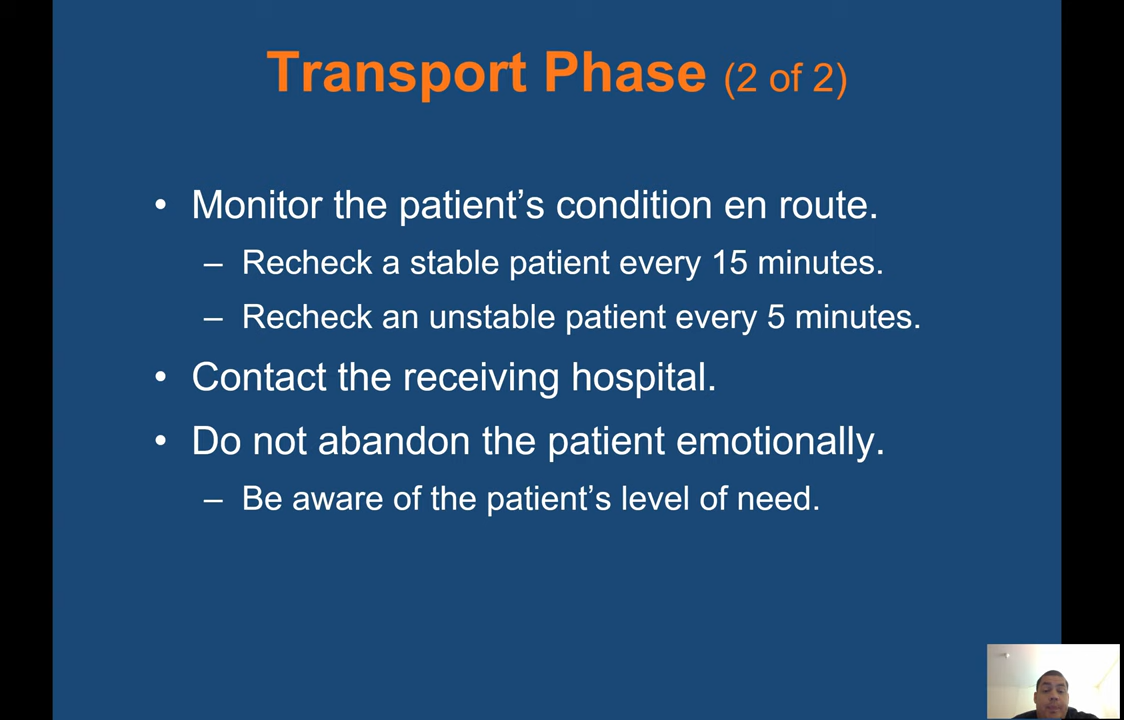 Transport Phase (2 of 2)
• Monitor the patient’s condition en route.
– Recheck a stable patient every 15 minutes.
– Recheck an unstable patient every 5 minutes.
• Contact the receiving hospital.
• Do not abandon the patient emotionally.
– Be aware of the patient’s level of need.